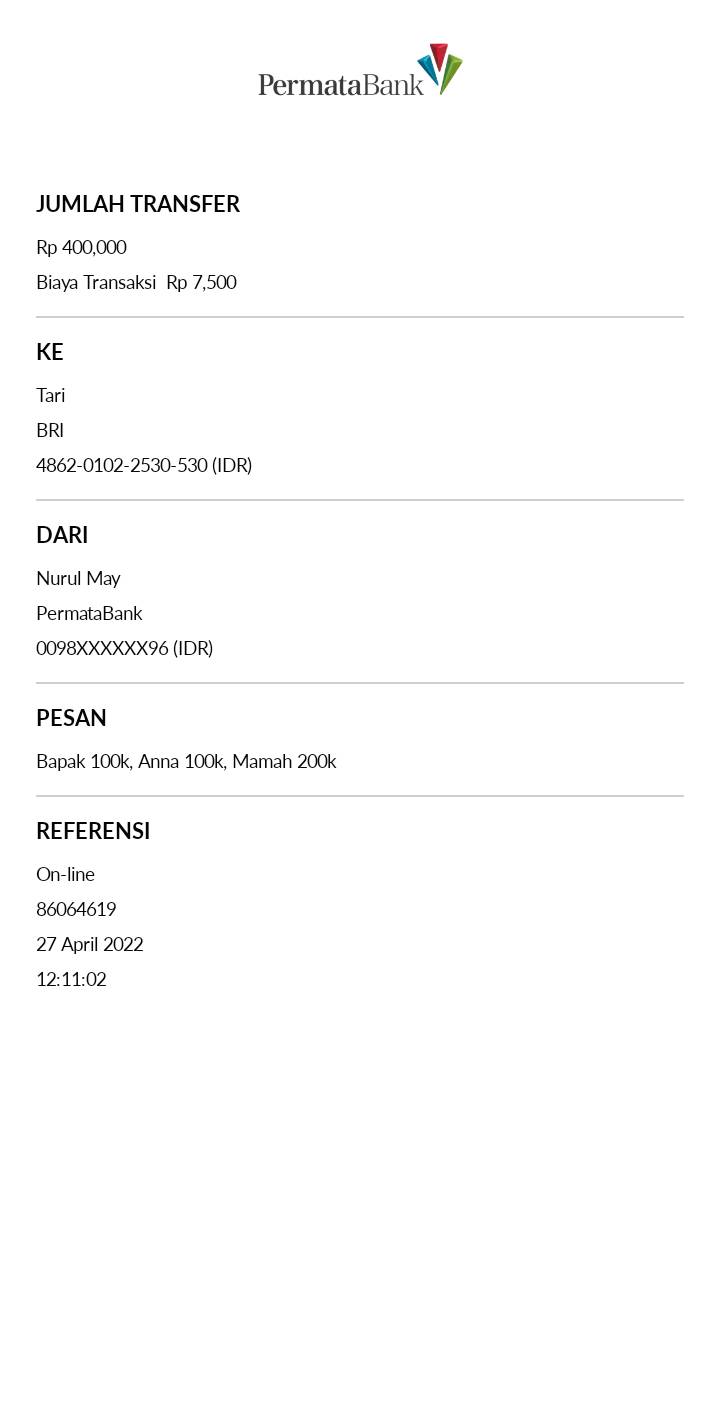 PermataBank
JUMLAH TRANSFER
Rp 400,000
Biaya Transaksi Rp 7,500
KE
Tari
BRI
4862-0102-2530-530 (IDR)
DARI
Nurul May
PermataBank
0098XXXXXX96 (IDR)
PESAN
Bapak 100k, Anna 100k, Mamah 200k
REFERENSI
On-line
86064619
27 April 2022
12:11:02